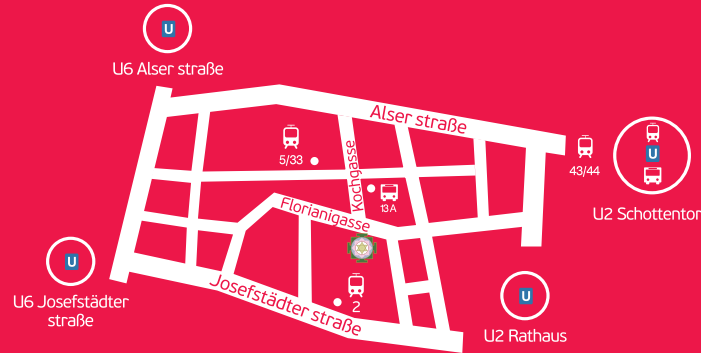 U
U6 Alser straße
Alser straße
5/33
Kochgasse
43/44
U
U2 Schottentor
13A
Florianigasse
U
U6 Josefstädter
straße
2
Josefstädter straße
U
U2 Rathaus